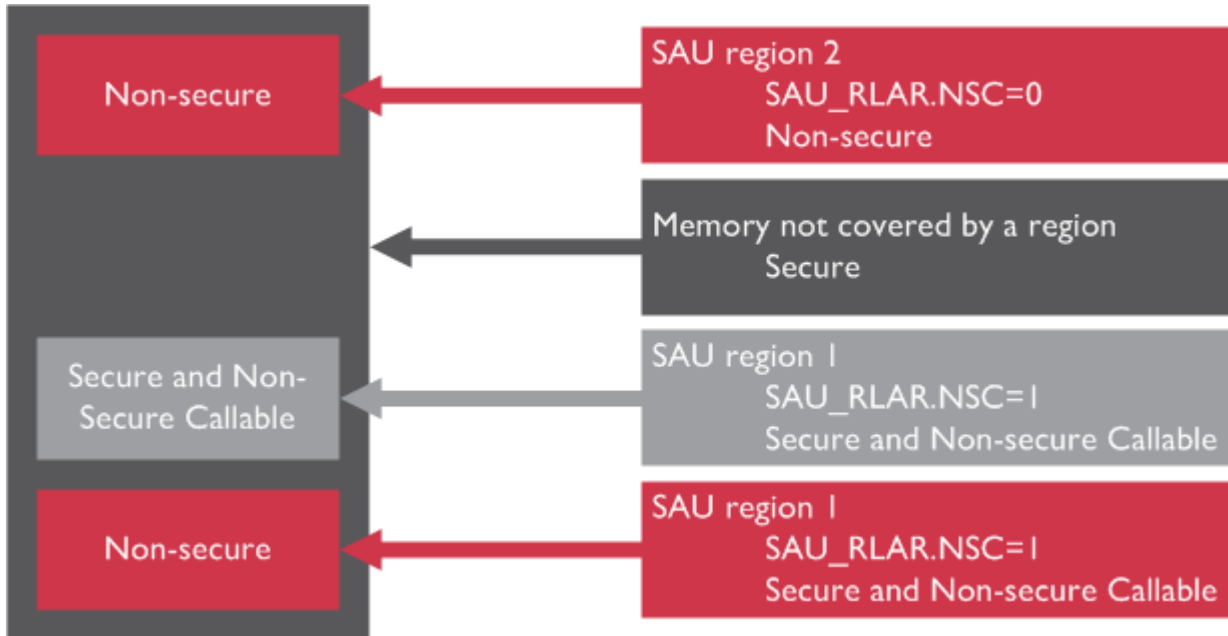 Non-secure
SAU region 2
SAU_RLAR.NSC=0
Non-secure
Memory not covered by a region
Secure
Secure and Non-
Secure Callable
SAU region 1
SAU_RLAR.NSC=1
Secure and Non-secure Callable
Non-secure
SAU region 1
SAU_RLAR.NSC=1
Secure and Non-secure Callable